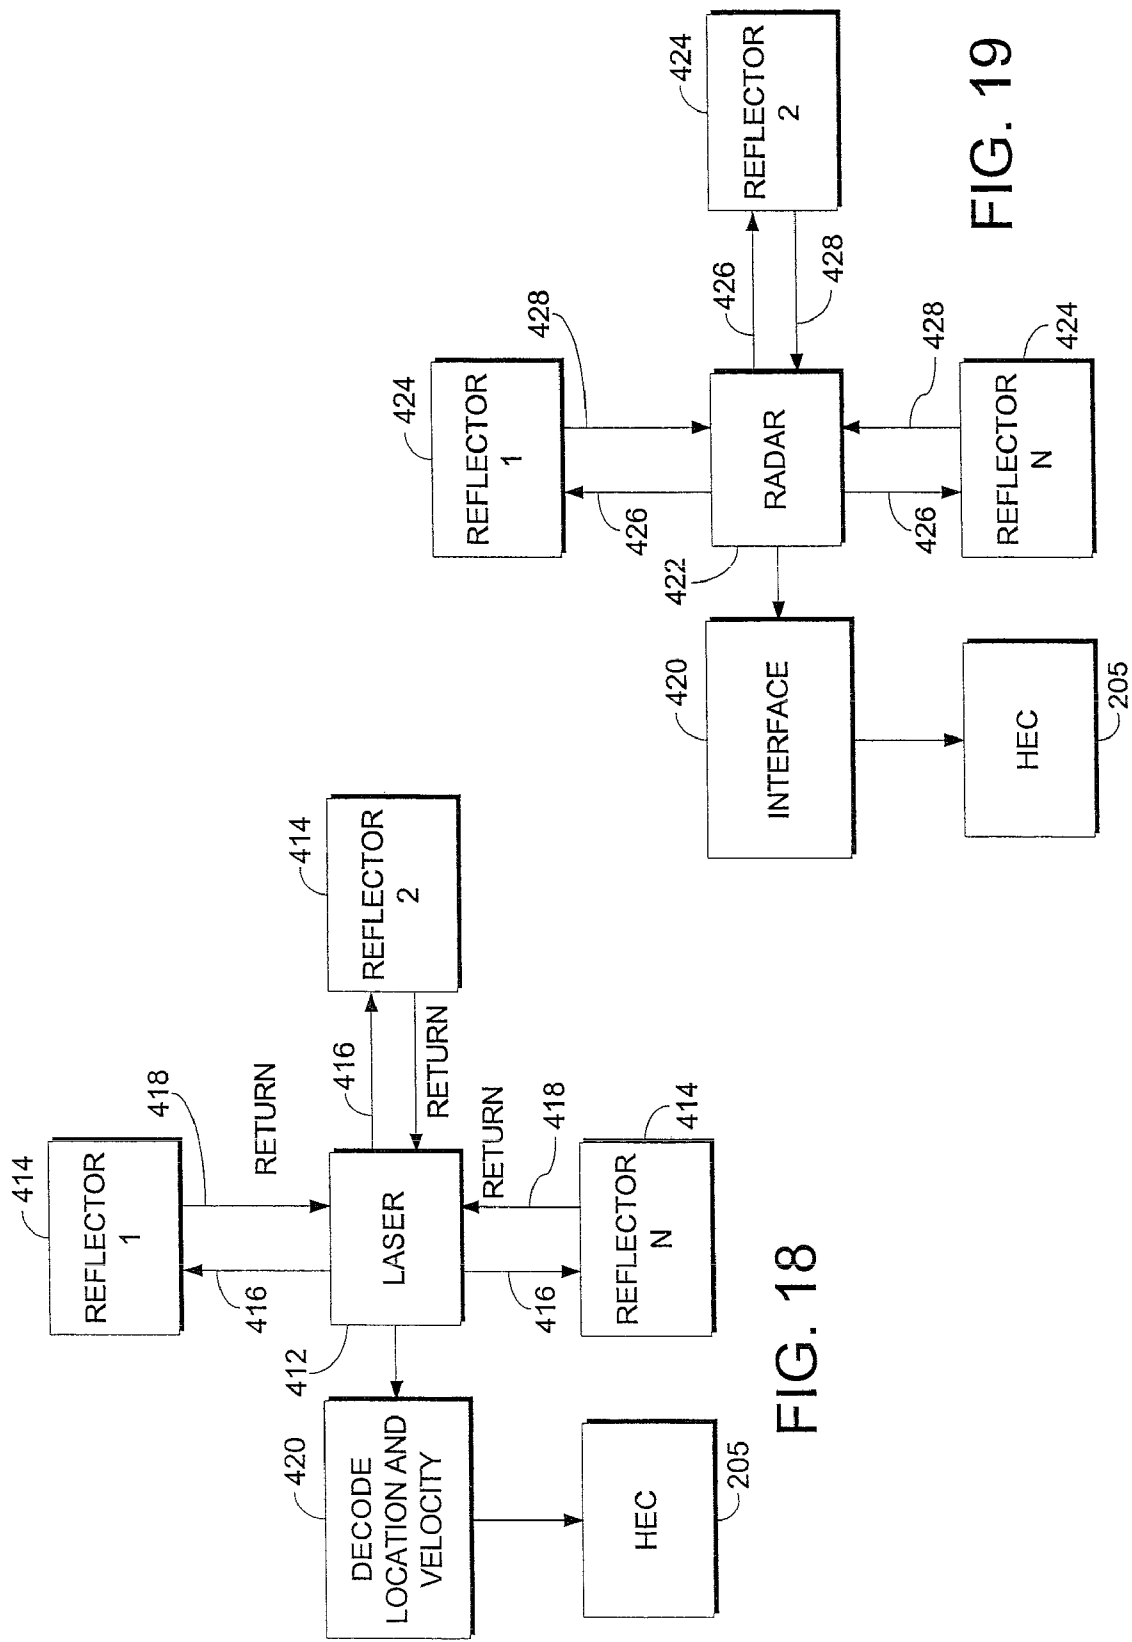 414
REFLECTOR
1
416
418
RETURN
412
LASER
416
414
REFLECTOR
2
RETURN
RETURN
416
418
REFLECTOR
N
414
420
DECODE
LOCATION AND
VELOCITY
HEC
205
FIG. 18
424
REFLECTOR
1
426
428
422
RADAR
426
428
424
REFLECTOR
2
426
428
REFLECTOR
N
424
420
INTERFACE
HEC
205
FIG. 19